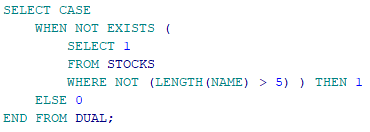 SELECT CASE
WHEN NOT EXISTS (
SELECT 1
FROM STOCKS
WHERE NOT (LENGTH(NAME) > 5) ) THEN 1
ELSE 0
END FROM DUAL;